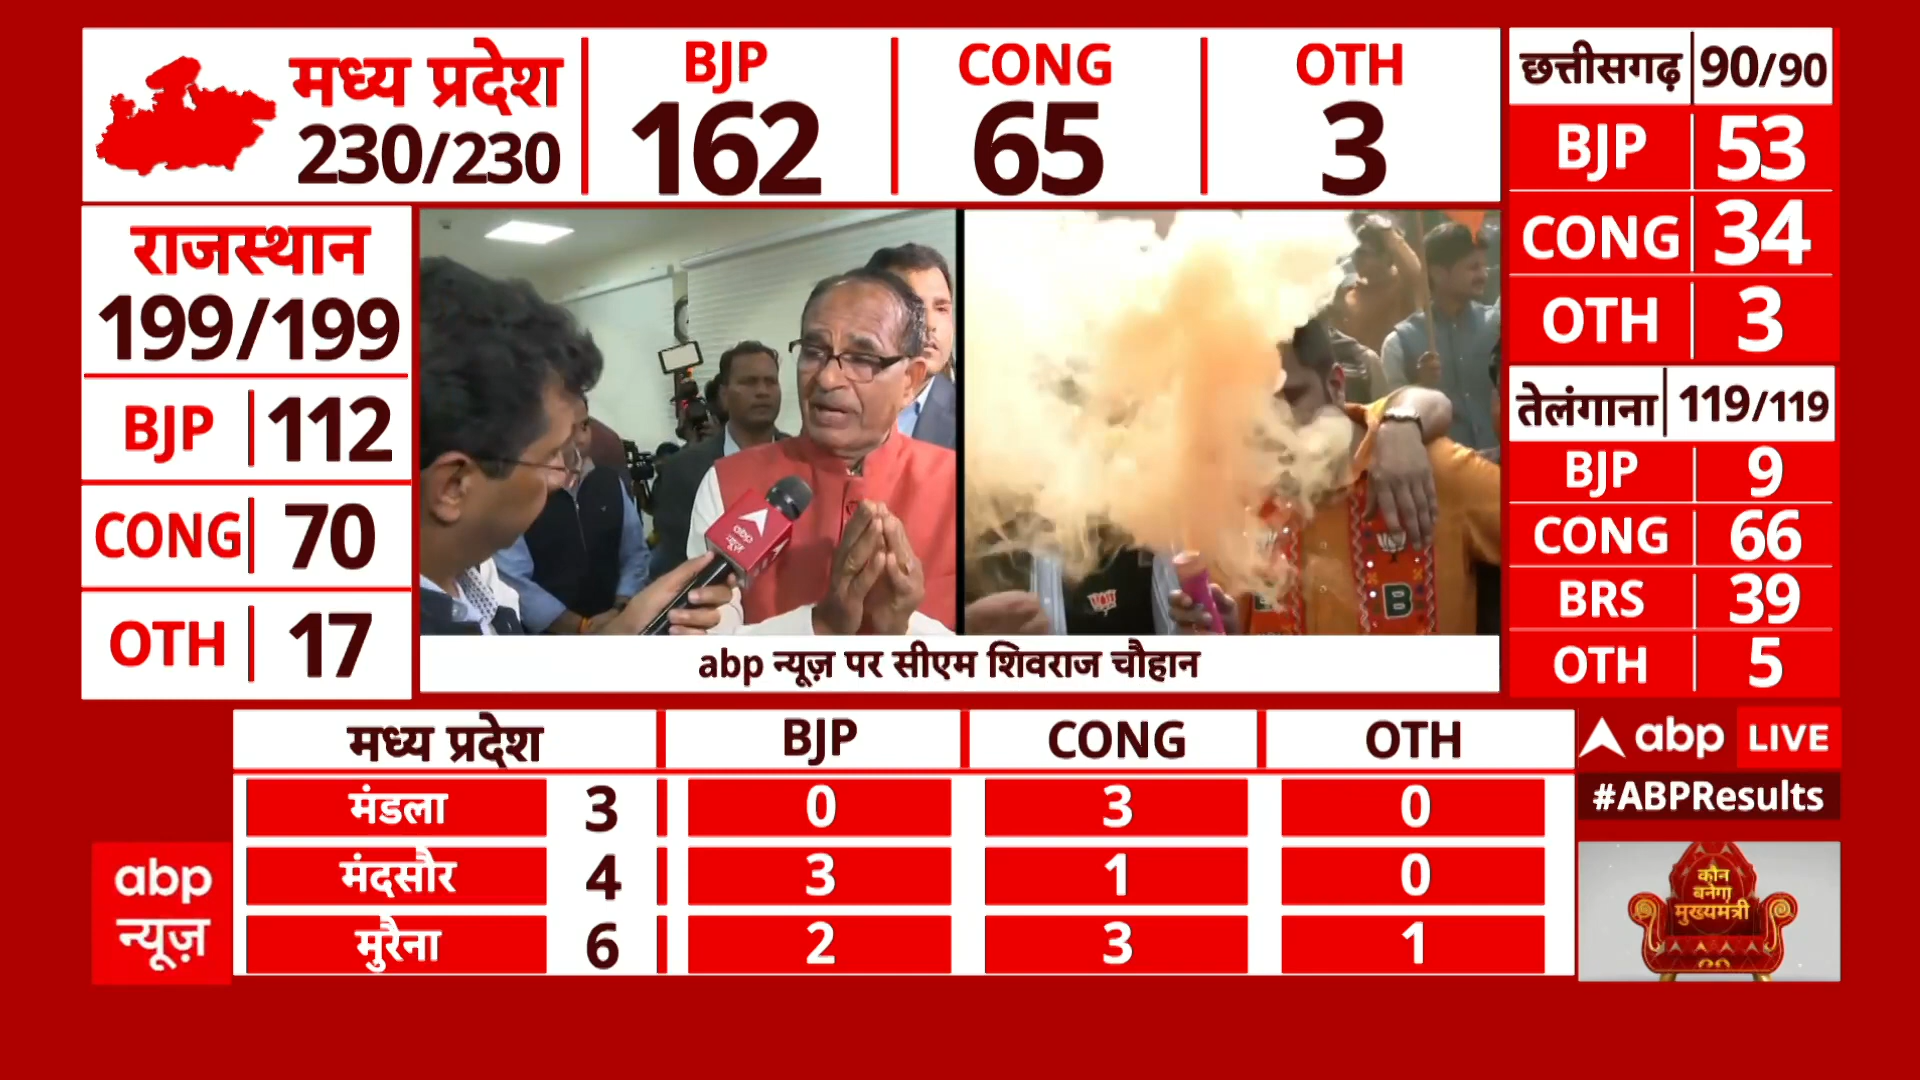 मध्य प्रदेश
230/230
BJP
162
CONG
65
OTH
3
छत्तीसगढ़ 90/90
BJP 53
CONG 34
OTH 3
राजस्थान
199/199
BJP 112
CONG 70
OTH 17
तेलंगाना 119/119
BJP 9
CONG 66
BRS 39
OTH 5
abp
न्यूज़
B
abp न्यूज़ पर सीएम शिवराज चौहान
मध्य प्रदेश BJP CONG OTH
मंडला 3 0 3 0
मंदसौर 4 3 1 0
मुरैना 6 2 3 1
abp LIVE
#ABPResults
abp
न्यूज़
कौन
बनेगा
मुख्यमंत्री